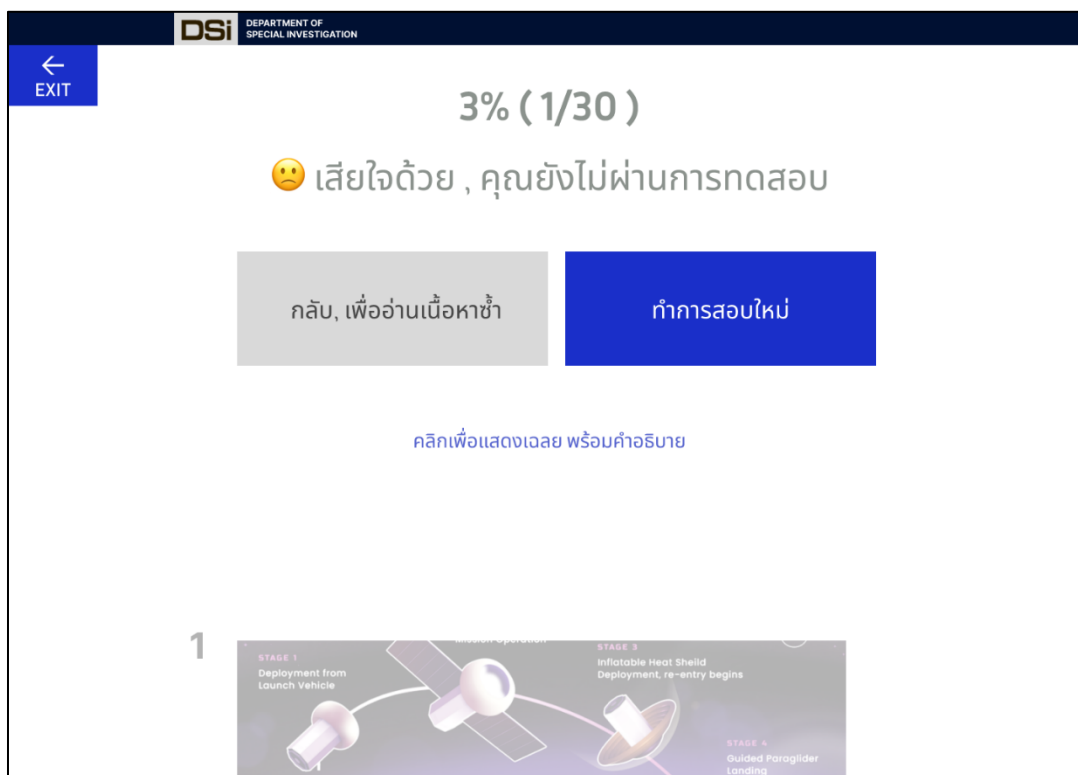 DSi
DEPARTMENT OF
SPECIAL INVESTIGATION
←
EXIT
3% ( 1/30 )
🙁 เสียใจด้วย , คุณยังไม่ผ่านการทดสอบ
กลับ, เพื่ออ่านเนื้อหาซ้ำ
ทำการสอบใหม่
คลิกเพื่อแสดงเฉลย พร้อมคำอธิบาย
1
Mission Operation
STAGE 1
Deployment from
Launch Vehicle
STAGE 3
Inflatable Heat Sheild
Deployment, re-entry begins
STAGE 4
Guided Paraglider
Landing